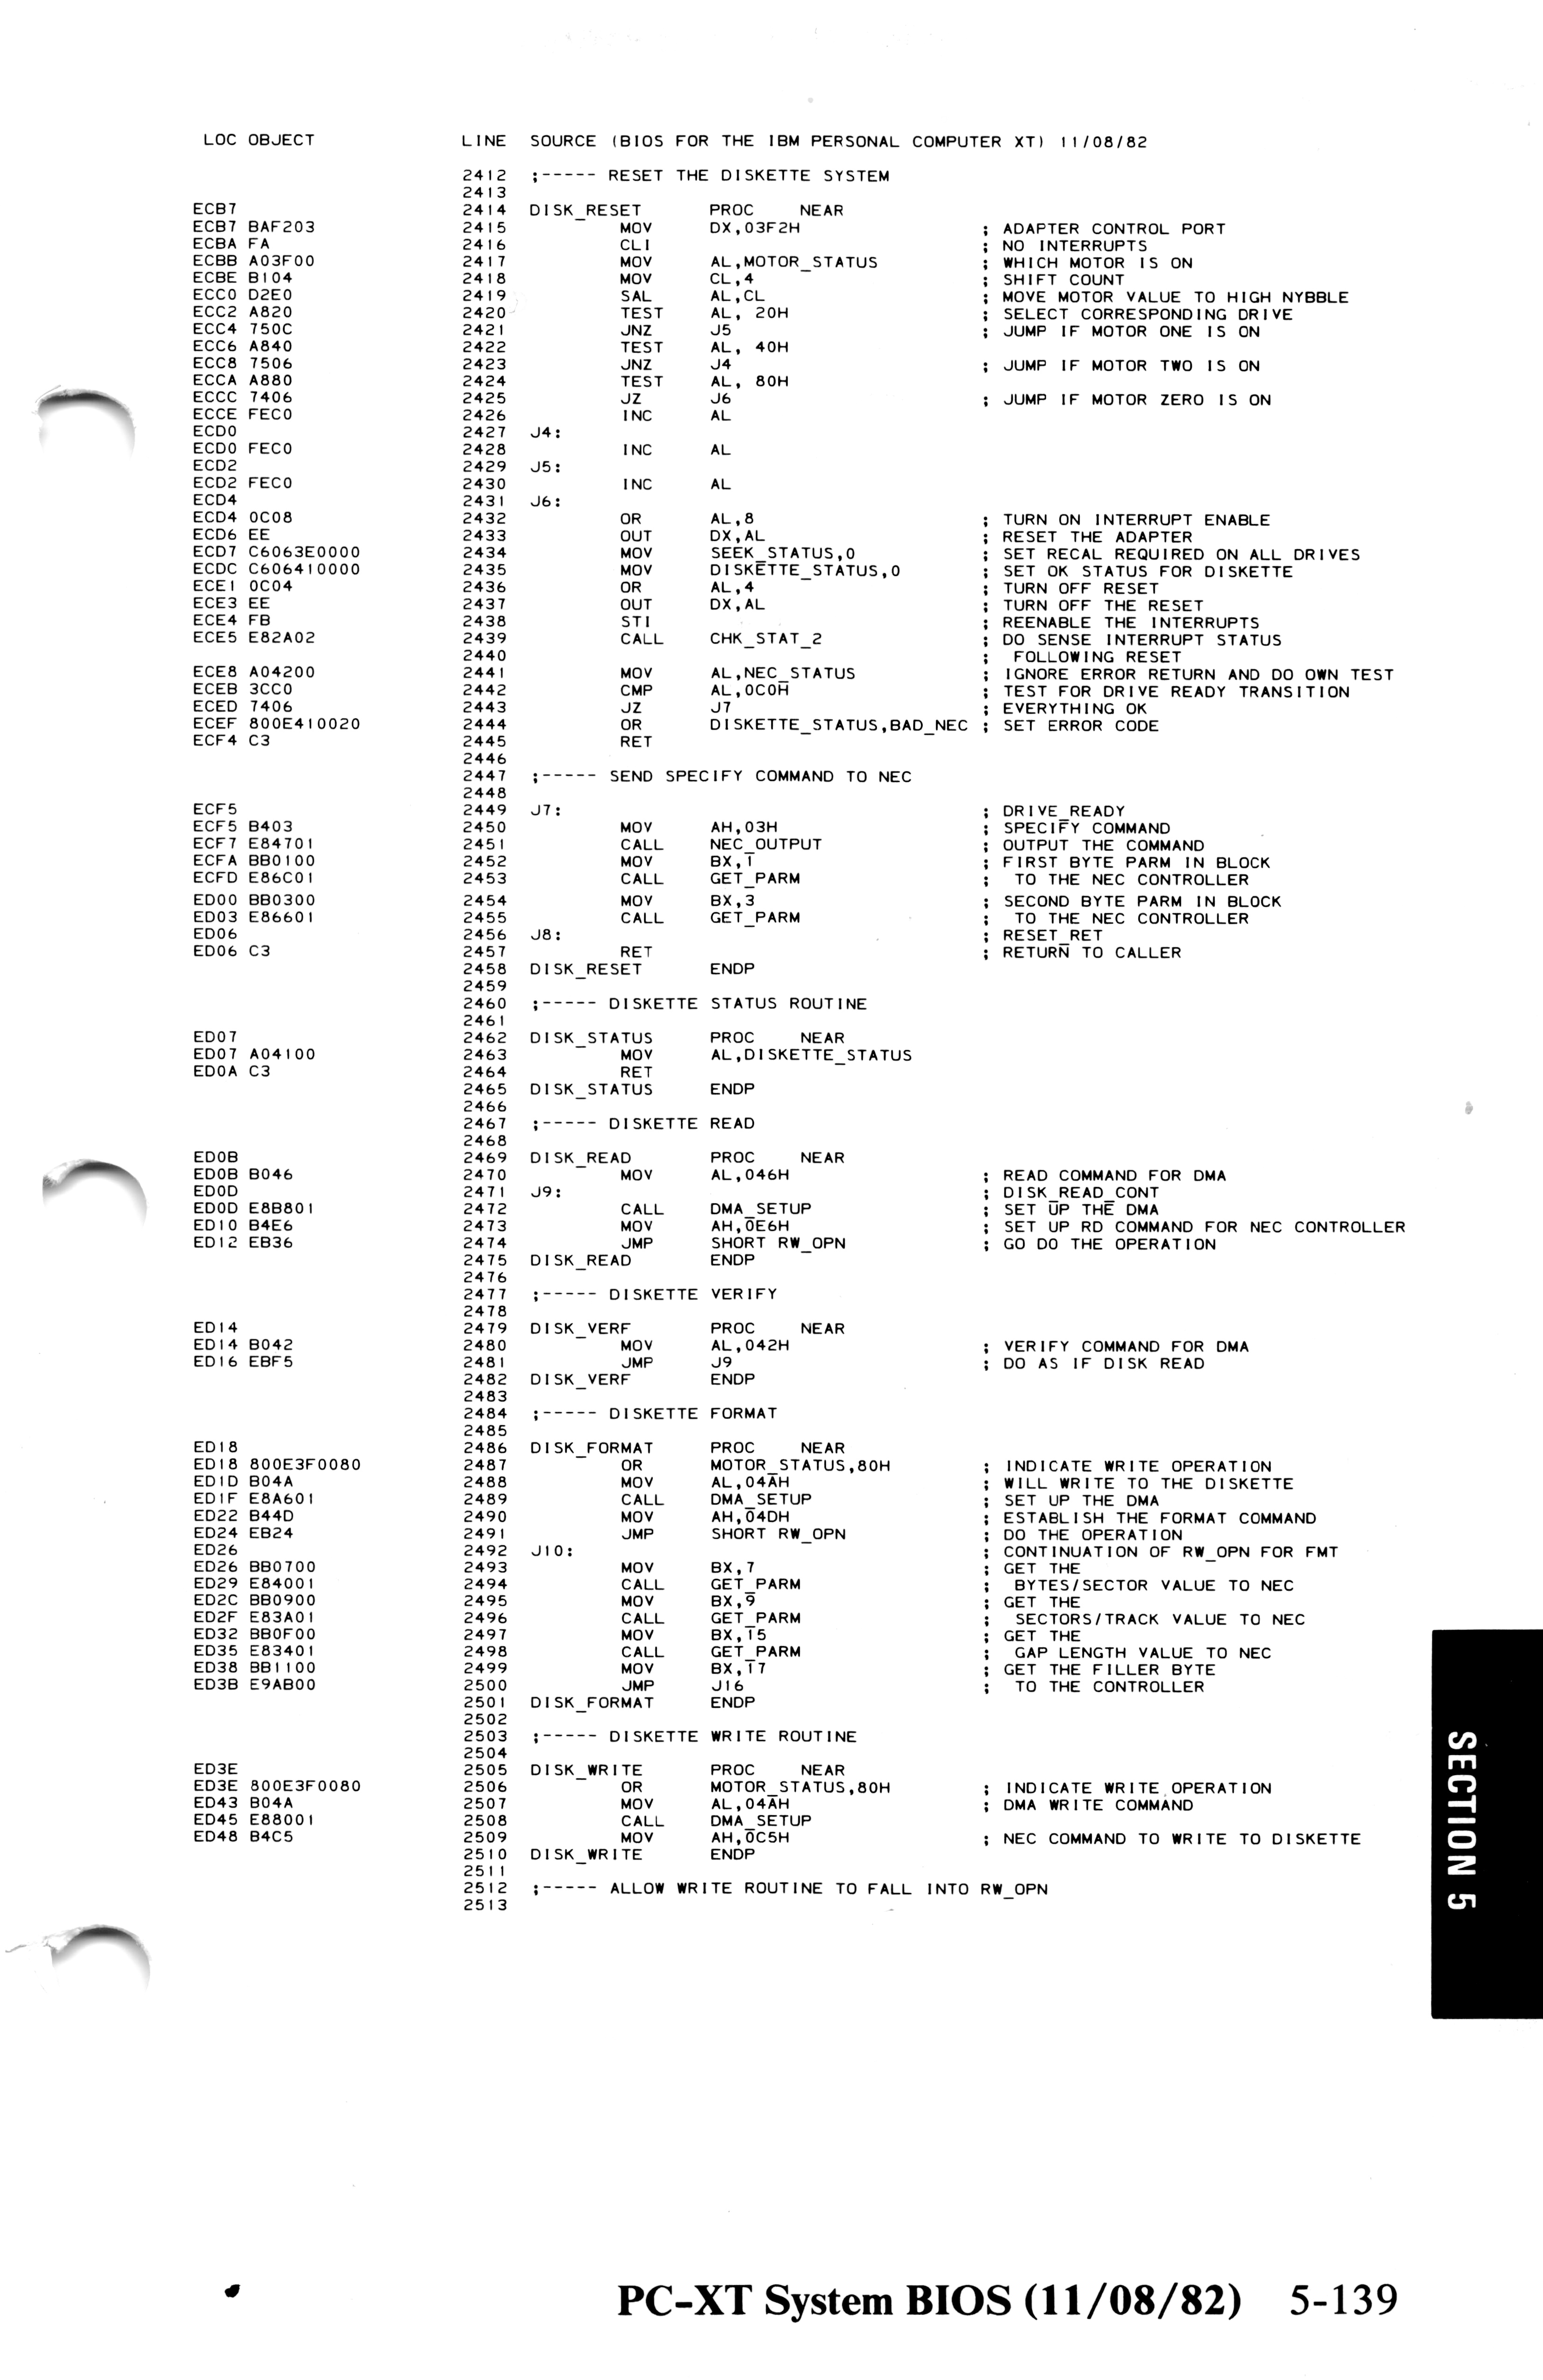 LOC OBJECT LINE SOURCE (BIOS FOR THE IBM PERSONAL COMPUTER XT) 11/08/82
2412 ;----- RESET THE DISKETTE SYSTEM
2413
ECB7 2414 DISK_RESET PROC NEAR
ECB7 BAF203 2415 MOV DX,03F2H ; ADAPTER CONTROL PORT
ECBA FA 2416 CLI ; NO INTERRUPTS
ECBB A03F00 2417 MOV AL,MOTOR_STATUS ; WHICH MOTOR IS ON
ECBE B104 2418 MOV CL,4 ; SHIFT COUNT
ECC0 D2E0 2419 SAL AL,CL ; MOVE MOTOR VALUE TO HIGH NYBBLE
ECC2 A820 2420 TEST AL, 20H ; SELECT CORRESPONDING DRIVE
ECC4 750C 2421 JNZ J5 ; JUMP IF MOTOR ONE IS ON
ECC6 A840 2422 TEST AL, 40H
ECC8 7506 2423 JNZ J4 ; JUMP IF MOTOR TWO IS ON
ECCA A880 2424 TEST AL, 80H
ECCC 7406 2425 JZ J6 ; JUMP IF MOTOR ZERO IS ON
ECCE FEC0 2426 INC AL
ECD0 2427 J4:
ECD0 FEC0 2428 INC AL
ECD2 2429 J5:
ECD2 FEC0 2430 INC AL
ECD4 2431 J6:
ECD4 0C08 2432 OR AL,8 ; TURN ON INTERRUPT ENABLE
ECD6 EE 2433 OUT DX,AL ; RESET THE ADAPTER
ECD7 C6063E0000 2434 MOV SEEK_STATUS,0 ; SET RECAL REQUIRED ON ALL DRIVES
ECDC C606410000 2435 MOV DISKETTE_STATUS,0 ; SET OK STATUS FOR DISKETTE
ECE1 0C04 2436 OR AL,4 ; TURN OFF RESET
ECE3 EE 2437 OUT DX,AL ; TURN OFF THE RESET
ECE4 FB 2438 STI ; REENABLE THE INTERRUPTS
ECE5 E82A02 2439 CALL CHK_STAT_2 ; DO SENSE INTERRUPT STATUS
2440 ; FOLLOWING RESET
ECE8 A04200 2441 MOV AL,NEC_STATUS ; IGNORE ERROR RETURN AND DO OWN TEST
ECEB 3CC0 2442 CMP AL,0C0H ; TEST FOR DRIVE READY TRANSITION
ECED 7406 2443 JZ J7 ; EVERYTHING OK
ECEF 800E410020 2444 OR DISKETTE_STATUS,BAD_NEC ; SET ERROR CODE
ECF4 C3 2445 RET
2446
2447 ;----- SEND SPECIFY COMMAND TO NEC
2448
ECF5 2449 J7: ; DRIVE_READY
ECF5 B403 2450 MOV AH,03H ; SPECIFY COMMAND
ECF7 E84701 2451 CALL NEC_OUTPUT ; OUTPUT THE COMMAND
ECFA BB0100 2452 MOV BX,1 ; FIRST BYTE PARM IN BLOCK
ECFD E86C01 2453 CALL GET_PARM ; TO THE NEC CONTROLLER
ED00 BB0300 2454 MOV BX,3 ; SECOND BYTE PARM IN BLOCK
ED03 E86601 2455 CALL GET_PARM ; TO THE NEC CONTROLLER
ED06 2456 J8: ; RESET_RET
ED06 C3 2457 RET ; RETURN TO CALLER
2458 DISK_RESET ENDP
2459
2460 ;----- DISKETTE STATUS ROUTINE
2461
ED07 2462 DISK_STATUS PROC NEAR
ED07 A04100 2463 MOV AL,DISKETTE_STATUS
ED0A C3 2464 RET
2465 DISK_STATUS ENDP
2466
2467 ;----- DISKETTE READ
2468
ED0B 2469 DISK_READ PROC NEAR
ED0B B046 2470 MOV AL,046H ; READ COMMAND FOR DMA
ED0D 2471 J9: ; DISK_READ_CONT
ED0D E8B801 2472 CALL DMA_SETUP ; SET UP THE DMA
ED10 B4E6 2473 MOV AH,0E6H ; SET UP RD COMMAND FOR NEC CONTROLLER
ED12 EB36 2474 JMP SHORT RW_OPN ; GO DO THE OPERATION
2475 DISK_READ ENDP
2476
2477 ;----- DISKETTE VERIFY
2478
ED14 2479 DISK_VERF PROC NEAR
ED14 B042 2480 MOV AL,042H ; VERIFY COMMAND FOR DMA
ED16 EBF5 2481 JMP J9 ; DO AS IF DISK READ
2482 DISK_VERF ENDP
2483
2484 ;----- DISKETTE FORMAT
2485
ED18 2486 DISK_FORMAT PROC NEAR
ED18 800E3F0080 2487 OR MOTOR_STATUS,80H ; INDICATE WRITE OPERATION
ED1D B04A 2488 MOV AL,04AH ; WILL WRITE TO THE DISKETTE
ED1F E8A601 2489 CALL DMA_SETUP ; SET UP THE DMA
ED22 B44D 2490 MOV AH,04DH ; ESTABLISH THE FORMAT COMMAND
ED24 EB24 2491 JMP SHORT RW_OPN ; DO THE OPERATION
ED26 2492 J10: ; CONTINUATION OF RW_OPN FOR FMT
ED26 BB0700 2493 MOV BX,7 ; GET THE
ED29 E84001 2494 CALL GET_PARM ; BYTES/SECTOR VALUE TO NEC
ED2C BB0900 2495 MOV BX,9 ; GET THE
ED2F E83A01 2496 CALL GET_PARM ; SECTORS/TRACK VALUE TO NEC
ED32 BB0F00 2497 MOV BX,15 ; GET THE
ED35 E83401 2498 CALL GET_PARM ; GAP LENGTH VALUE TO NEC
ED38 BB1100 2499 MOV BX,17 ; GET THE FILLER BYTE
ED3B E9AB00 2500 JMP J16 ; TO THE CONTROLLER
2501 DISK_FORMAT ENDP
2502
2503 ;----- DISKETTE WRITE ROUTINE
2504
ED3E 2505 DISK_WRITE PROC NEAR
ED3E 800E3F0080 2506 OR MOTOR_STATUS,80H ; INDICATE WRITE OPERATION
ED43 B04A 2507 MOV AL,04AH ; DMA WRITE COMMAND
ED45 E88001 2508 CALL DMA_SETUP
ED48 B4C5 2509 MOV AH,0C5H ; NEC COMMAND TO WRITE TO DISKETTE
2510 DISK_WRITE ENDP
2511
2512 ;----- ALLOW WRITE ROUTINE TO FALL INTO RW_OPN
2513
SECTION 5
PC-XT System BIOS (11/08/82) 5-139